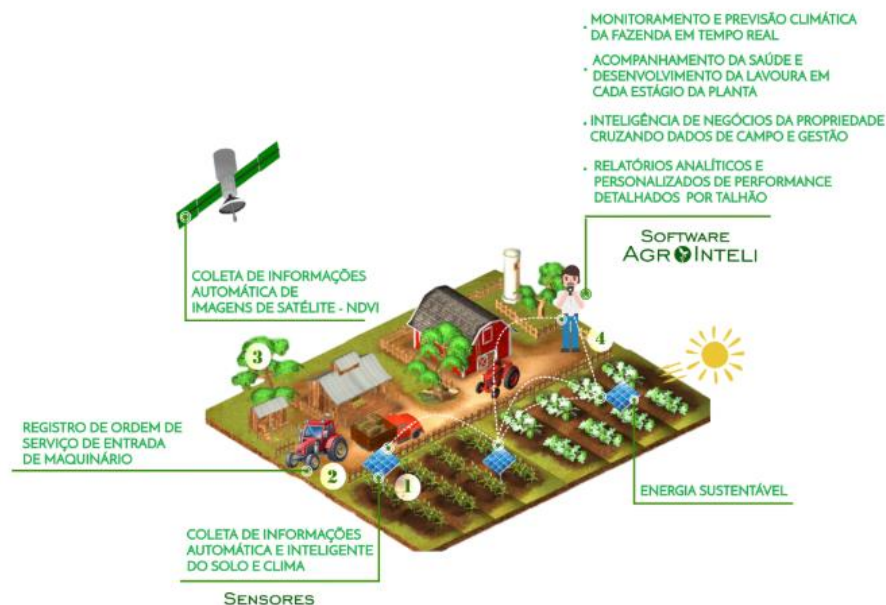 • MONITORAMENTO E PREVISÃO CLIMÁTICA
DA FAZENDA EM TEMPO REAL
• ACOMPANHAMENTO DA SAÚDE E
DESENVOLVIMENTO DA LAVOURA EM
CADA ESTÁGIO DA PLANTA
• INTELIGÊNCIA DE NEGÓCIOS DA PROPRIEDADE
CRUZANDO DADOS DE CAMPO E GESTÃO
• RELATÓRIOS ANALÍTICOS E
PERSONALIZADOS DE PERFORMANCE
DETALHADOS POR TALHÃO
SOFTWARE
AGROINTELI
COLETA DE INFORMAÇÕES
AUTOMÁTICA DE
IMAGENS DE SATÉLITE - NDVI
3
4
REGISTRO DE ORDEM DE
SERVIÇO DE ENTRADA
DE MAQUINÁRIO
2
1
ENERGIA SUSTENTÁVEL
COLETA DE INFORMAÇÕES
AUTOMÁTICA E INTELIGENTE
DO SOLO E CLIMA
SENSORES